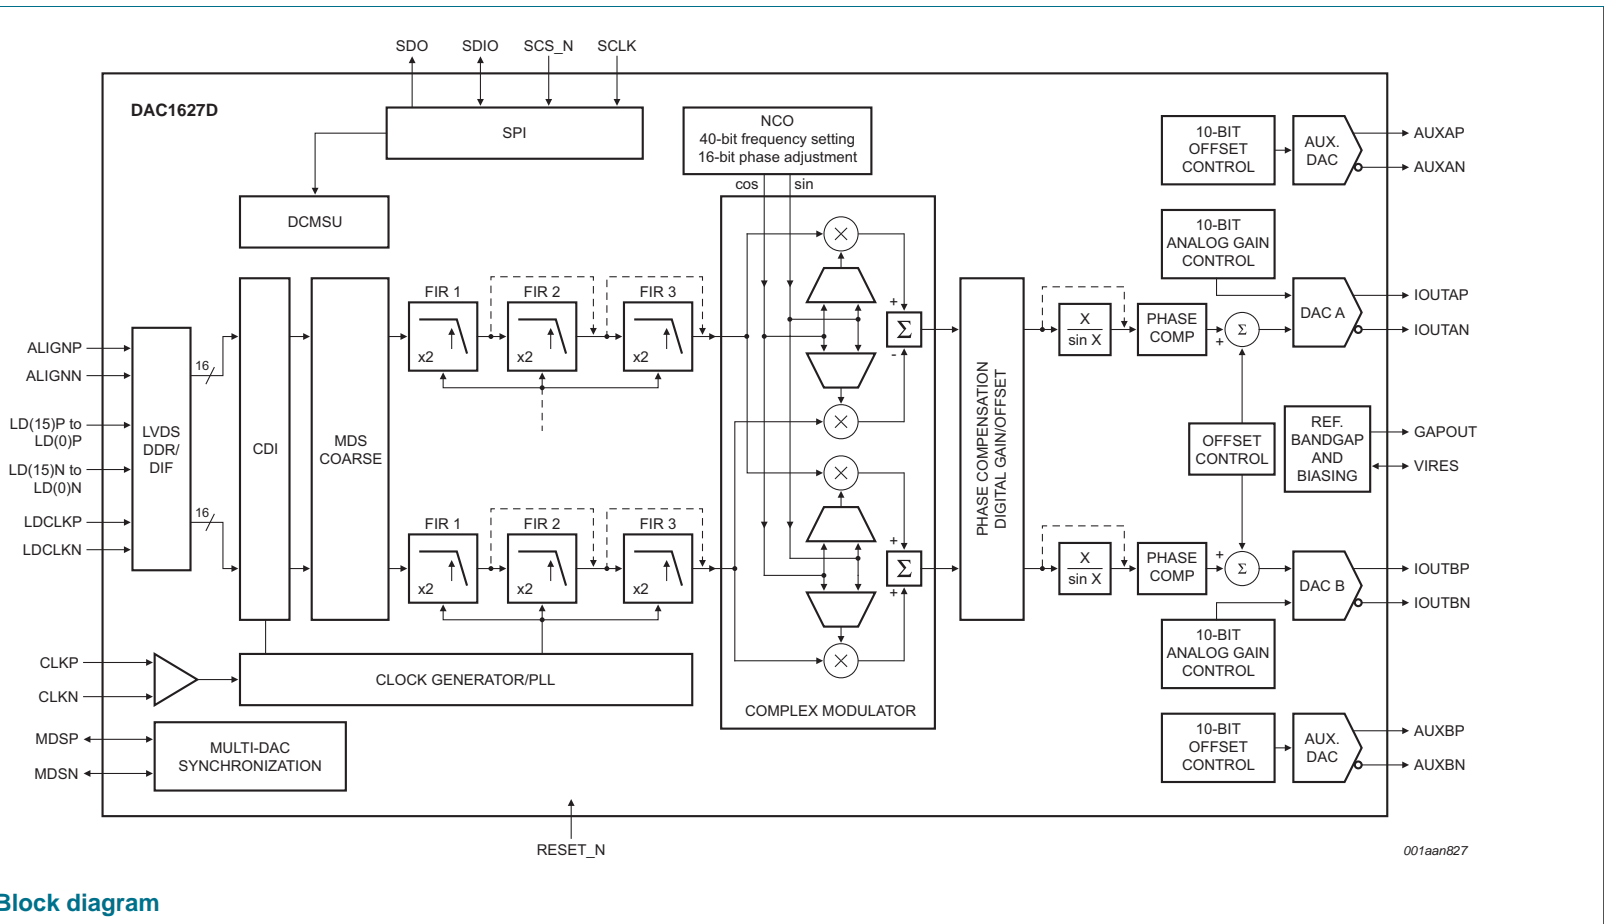 SDO SDIO SCS_N SCLK
DAC1627D
SPI
NCO
40-bit frequency setting
16-bit phase adjustment
cos sin
DCMSU
10-BIT
OFFSET
CONTROL
AUX.
DAC
AUXAP
AUXAN
10-BIT
ANALOG GAIN
CONTROL
FIR 1 FIR 2 FIR 3
x2 x2 x2
ALIGNP
ALIGNN
LD(15)P to
LD(0)P
LD(15)N to
LD(0)N
LDCLKP
LDCLKN
LVDS
DDR/
DIF
16
16
CDI
MDS
COARSE
+
Σ
-
X
sin X
PHASE
COMP
+
Σ
DAC A
IOUTAP
IOUTAN
PHASE COMPENSATION
DIGITAL GAIN/OFFSET
OFFSET
CONTROL
REF.
BANDGAP
AND
BIASING
GAPOUT
VIRES
FIR 1 FIR 2 FIR 3
x2 x2 x2
+
Σ
+
X
sin X
PHASE
COMP
+
Σ
DAC B
IOUTBP
IOUTBN
10-BIT
ANALOG GAIN
CONTROL
CLKP
CLKN
CLOCK GENERATOR/PLL
COMPLEX MODULATOR
MDSP
MDSN
MULTI-DAC
SYNCHRONIZATION
10-BIT
OFFSET
CONTROL
AUX.
DAC
AUXBP
AUXBN
RESET_N
001aan827
Block diagram